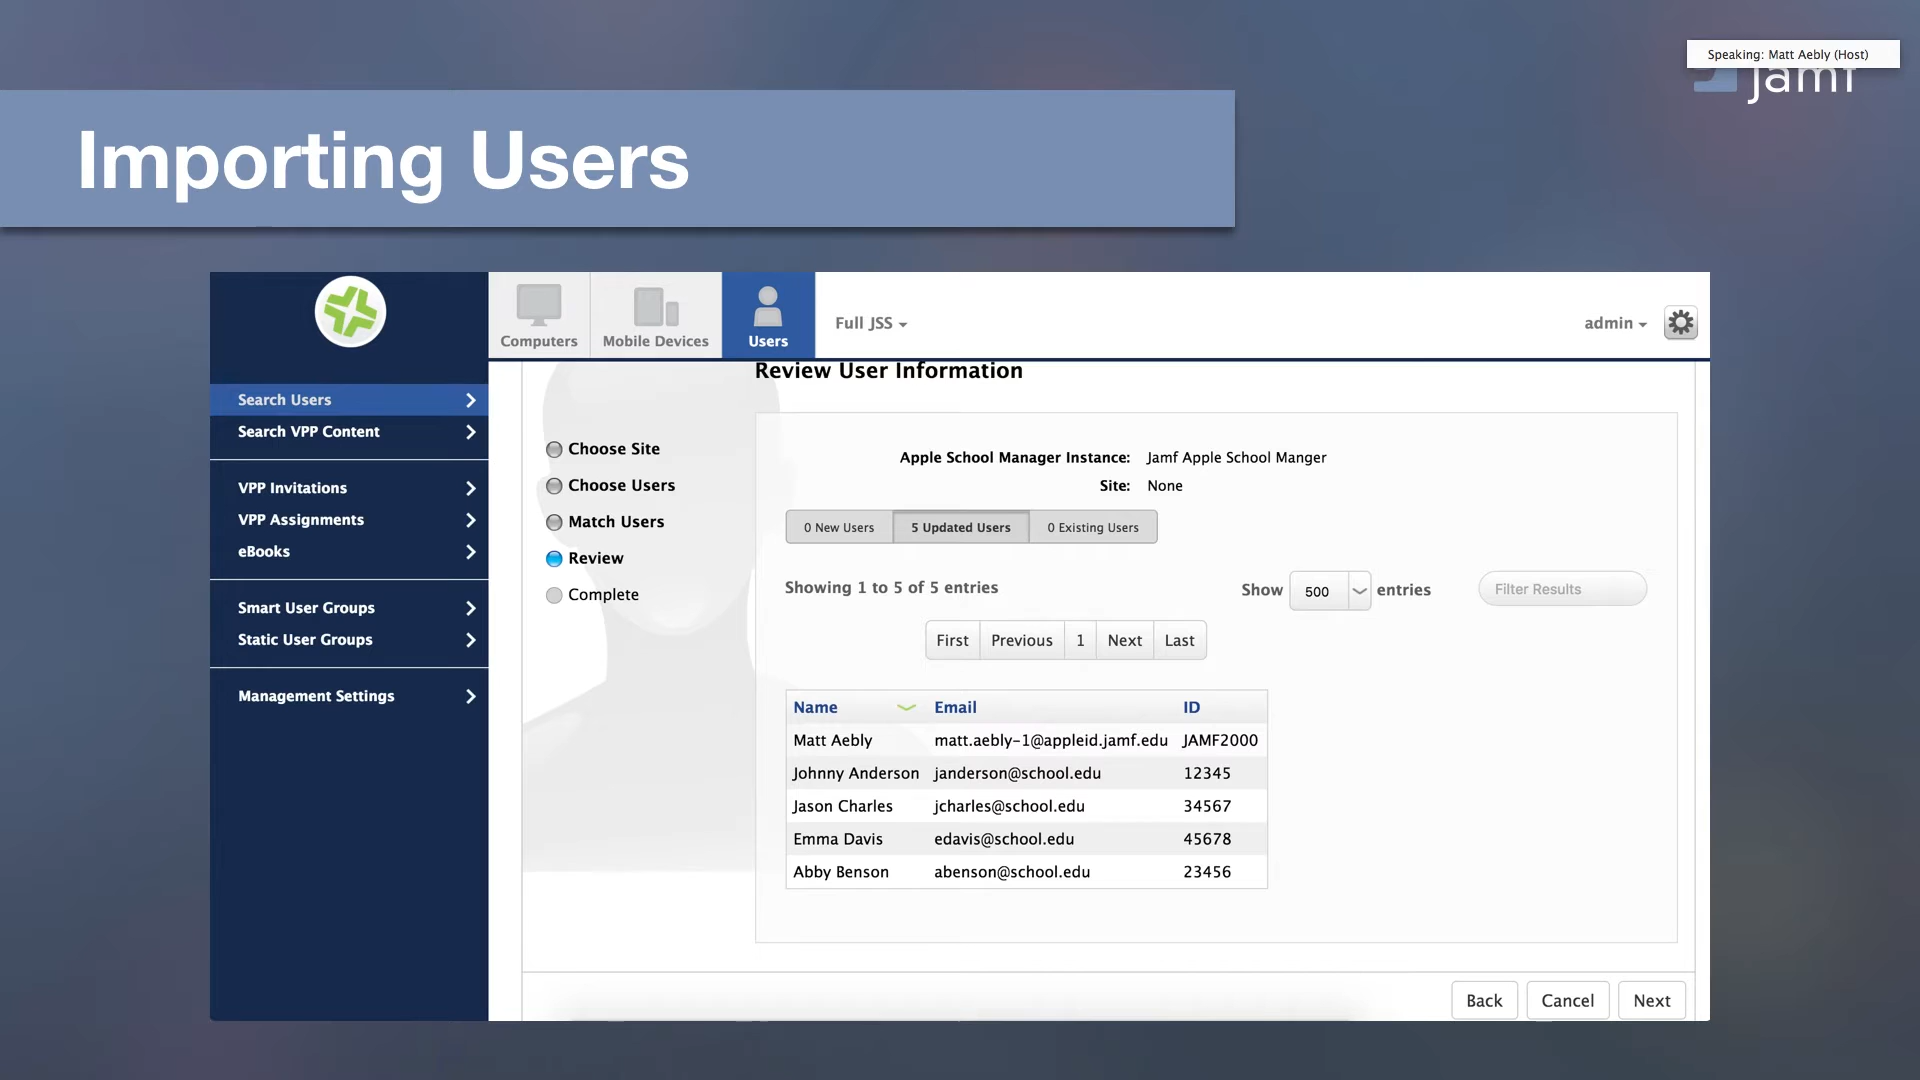 Speaking: Matt Aebly (Host)
jamf
Importing Users
Computers
Mobile Devices
Users
Full JSS
admin
Search Users
Search VPP Content
VPP Invitations
VPP Assignments
eBooks
Smart User Groups
Static User Groups
Management Settings
Choose Site
Choose Users
Match Users
Review
Complete
Review User Information
Apple School Manager Instance: Jamf Apple School Manger
Site: None
0 New Users 5 Updated Users 0 Existing Users
Showing 1 to 5 of 5 entries
Show 500 entries
Filter Results
First Previous 1 Next Last
Name Email ID
Matt Aebly matt.aebly-1@appleid.jamf.edu JAMF2000
Johnny Anderson janderson@school.edu 12345
Jason Charles jcharles@school.edu 34567
Emma Davis edavis@school.edu 45678
Abby Benson abenson@school.edu 23456
Back Cancel Next